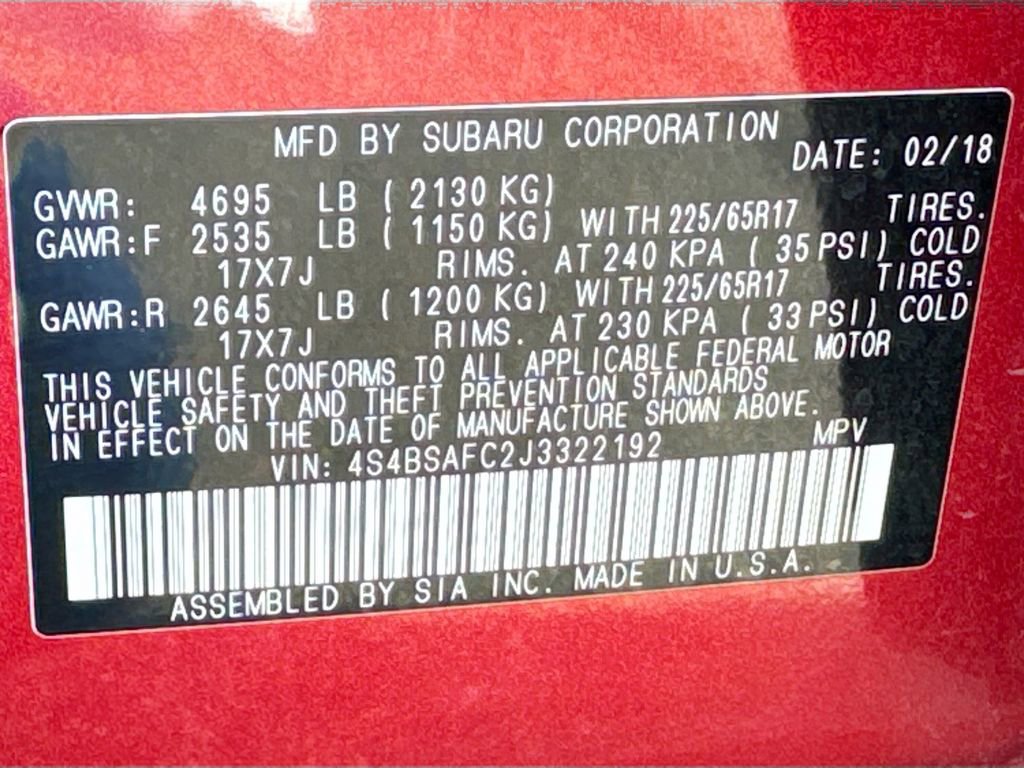 MFD BY SUBARU CORPORATION DATE: 02/18
GVWR: 4695 LB ( 2130 KG)
GAWR:F 2535 LB ( 1150 KG) WITH 225/65R17 TIRES.
17X7J RIMS. AT 240 KPA ( 35 PSI) COLD
GAWR:R 2645 LB ( 1200 KG) WITH 225/65R17 TIRES.
17X7J RIMS. AT 230 KPA ( 33 PSI) COLD
THIS VEHICLE CONFORMS TO ALL APPLICABLE FEDERAL MOTOR
VEHICLE SAFETY AND THEFT PREVENTION STANDARDS
IN EFFECT ON THE DATE OF MANUFACTURE SHOWN ABOVE.
VIN: 4S4BSAFC2J3322192 MPV
ASSEMBLED BY SIA INC. MADE IN U.S.A.